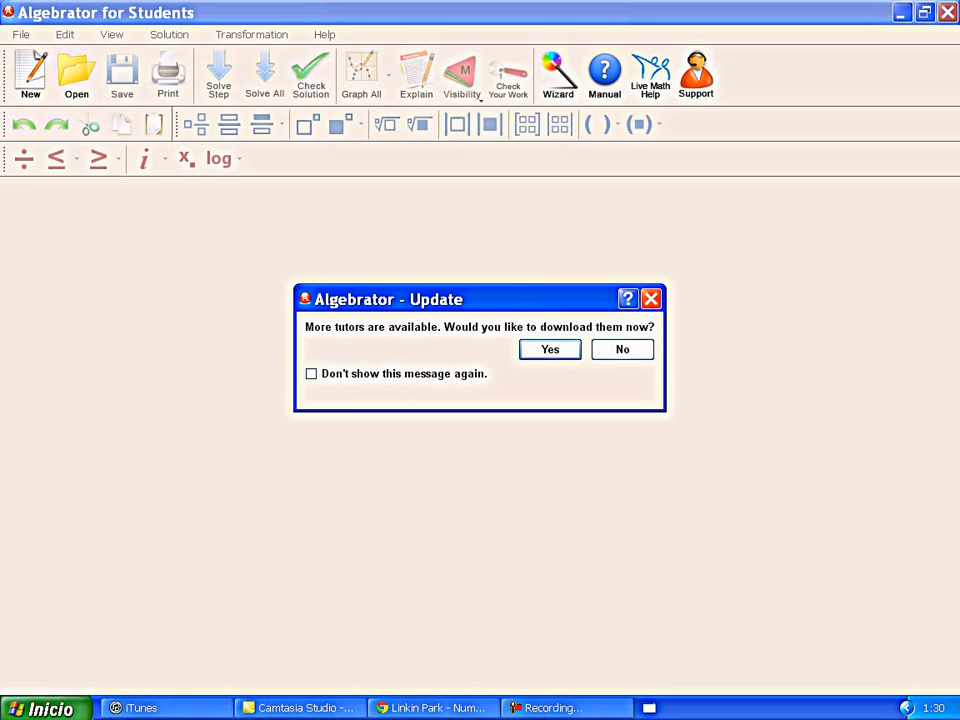 Algebrator for Students
File Edit View Solution Transformation Help
New Open Save Print Solve Step Solve All Check Solution Graph All Explain Visibility Check Your Work Wizard Manual Live Math Help Support
÷ ≤ ≥ i x. log
Algebrator - Update
More tutors are available. Would you like to download them now?
Yes No
Don't show this message again.
Inicio iTunes Camtasia Studio -... Linkin Park - Num... Recording... 1:30